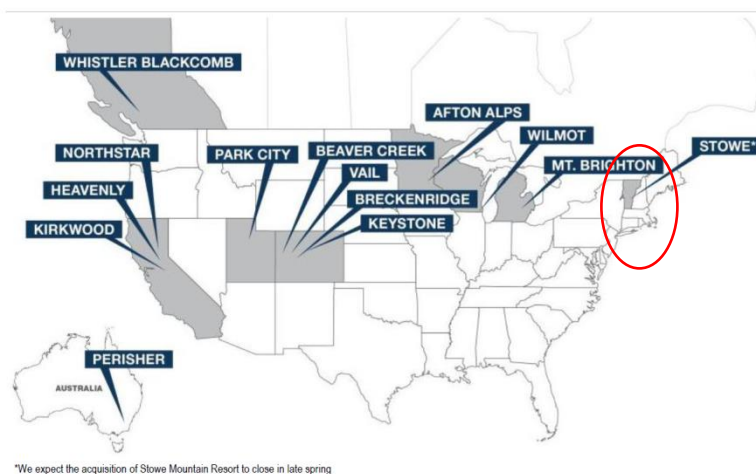 WHISTLER BLACKCOMB
AFTON ALPS
WILMOT
STOWE*
NORTHSTAR
PARK CITY
BEAVER CREEK
MT. BRIGHTON
VAIL
HEAVENLY
BRECKENRIDGE
KIRKWOOD
KEYSTONE
PERISHER
AUSTRALIA
*We expect the acquisition of Stowe Mountain Resort to close in late spring